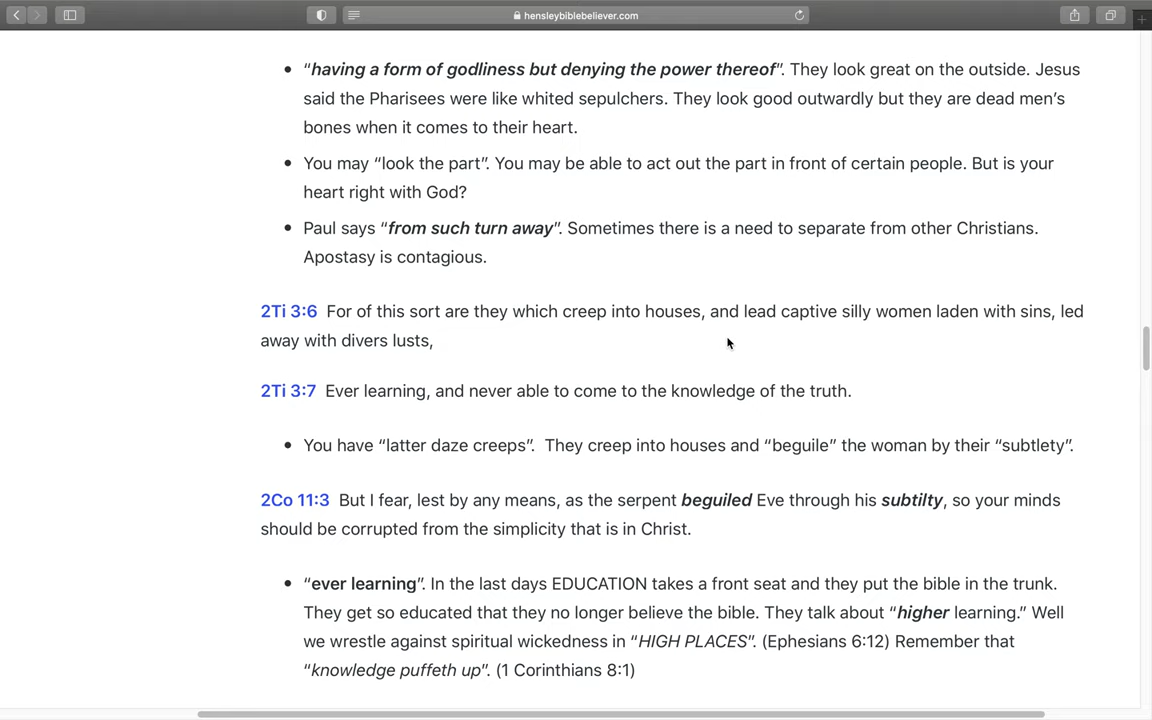 hensleybiblebeliever.com
• “having a form of godliness but denying the power thereof”. They look great on the outside. Jesus
said the Pharisees were like whited sepulchers. They look good outwardly but they are dead men’s
bones when it comes to their heart.
• You may “look the part”. You may be able to act out the part in front of certain people. But is your
heart right with God?
• Paul says “from such turn away”. Sometimes there is a need to separate from other Christians.
Apostasy is contagious.
2Ti 3:6 For of this sort are they which creep into houses, and lead captive silly women laden with sins, led
away with divers lusts,
2Ti 3:7 Ever learning, and never able to come to the knowledge of the truth.
• You have “latter daze creeps”. They creep into houses and “beguile” the woman by their “subtlety”.
2Co 11:3 But I fear, lest by any means, as the serpent beguiled Eve through his subtilty, so your minds
should be corrupted from the simplicity that is in Christ.
• “ever learning”. In the last days EDUCATION takes a front seat and they put the bible in the trunk.
They get so educated that they no longer believe the bible. They talk about “higher learning.” Well
we wrestle against spiritual wickedness in “HIGH PLACES”. (Ephesians 6:12) Remember that
“knowledge puffeth up”. (1 Corinthians 8:1)